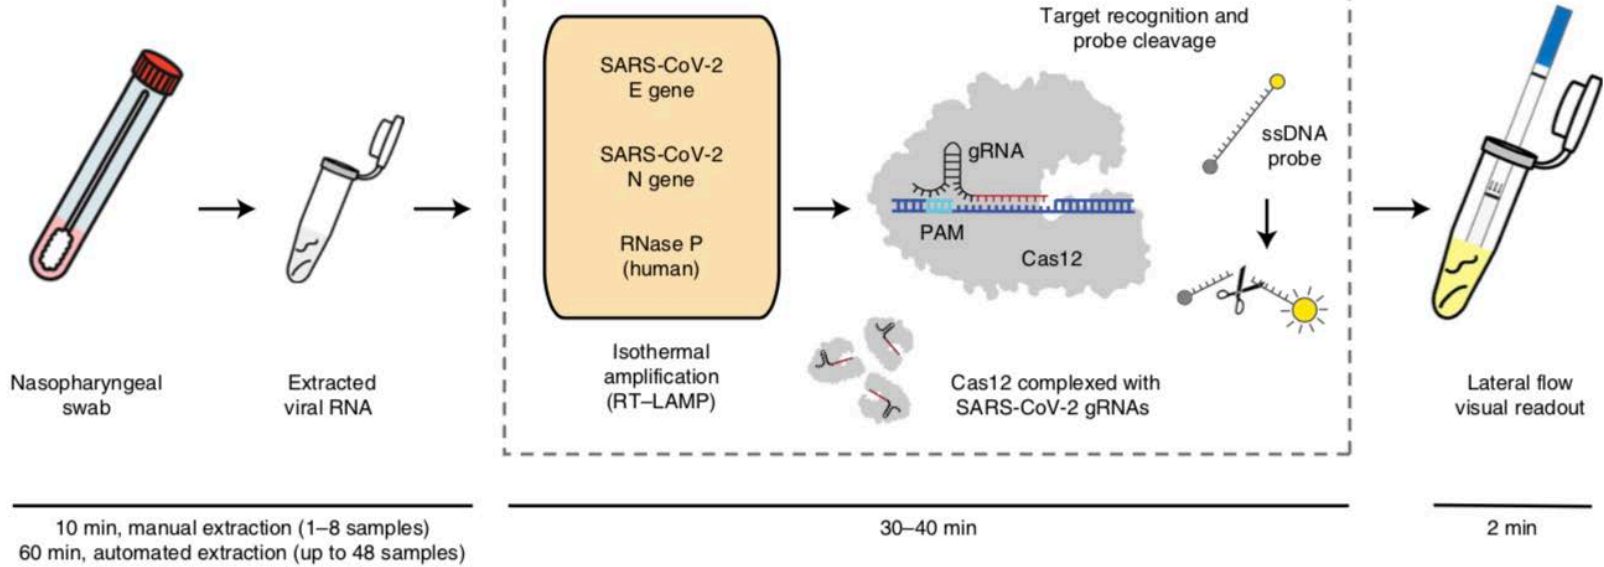 Nasopharyngeal
swab
Extracted
viral RNA
SARS-CoV-2
E gene
SARS-CoV-2
N gene
RNase P
(human)
Isothermal
amplification
(RT–LAMP)
Target recognition and
probe cleavage
gRNA
PAM
Cas12
ssDNA
probe
Cas12 complexed with
SARS-CoV-2 gRNAs
Lateral flow
visual readout
10 min, manual extraction (1–8 samples)
60 min, automated extraction (up to 48 samples)
30–40 min
2 min